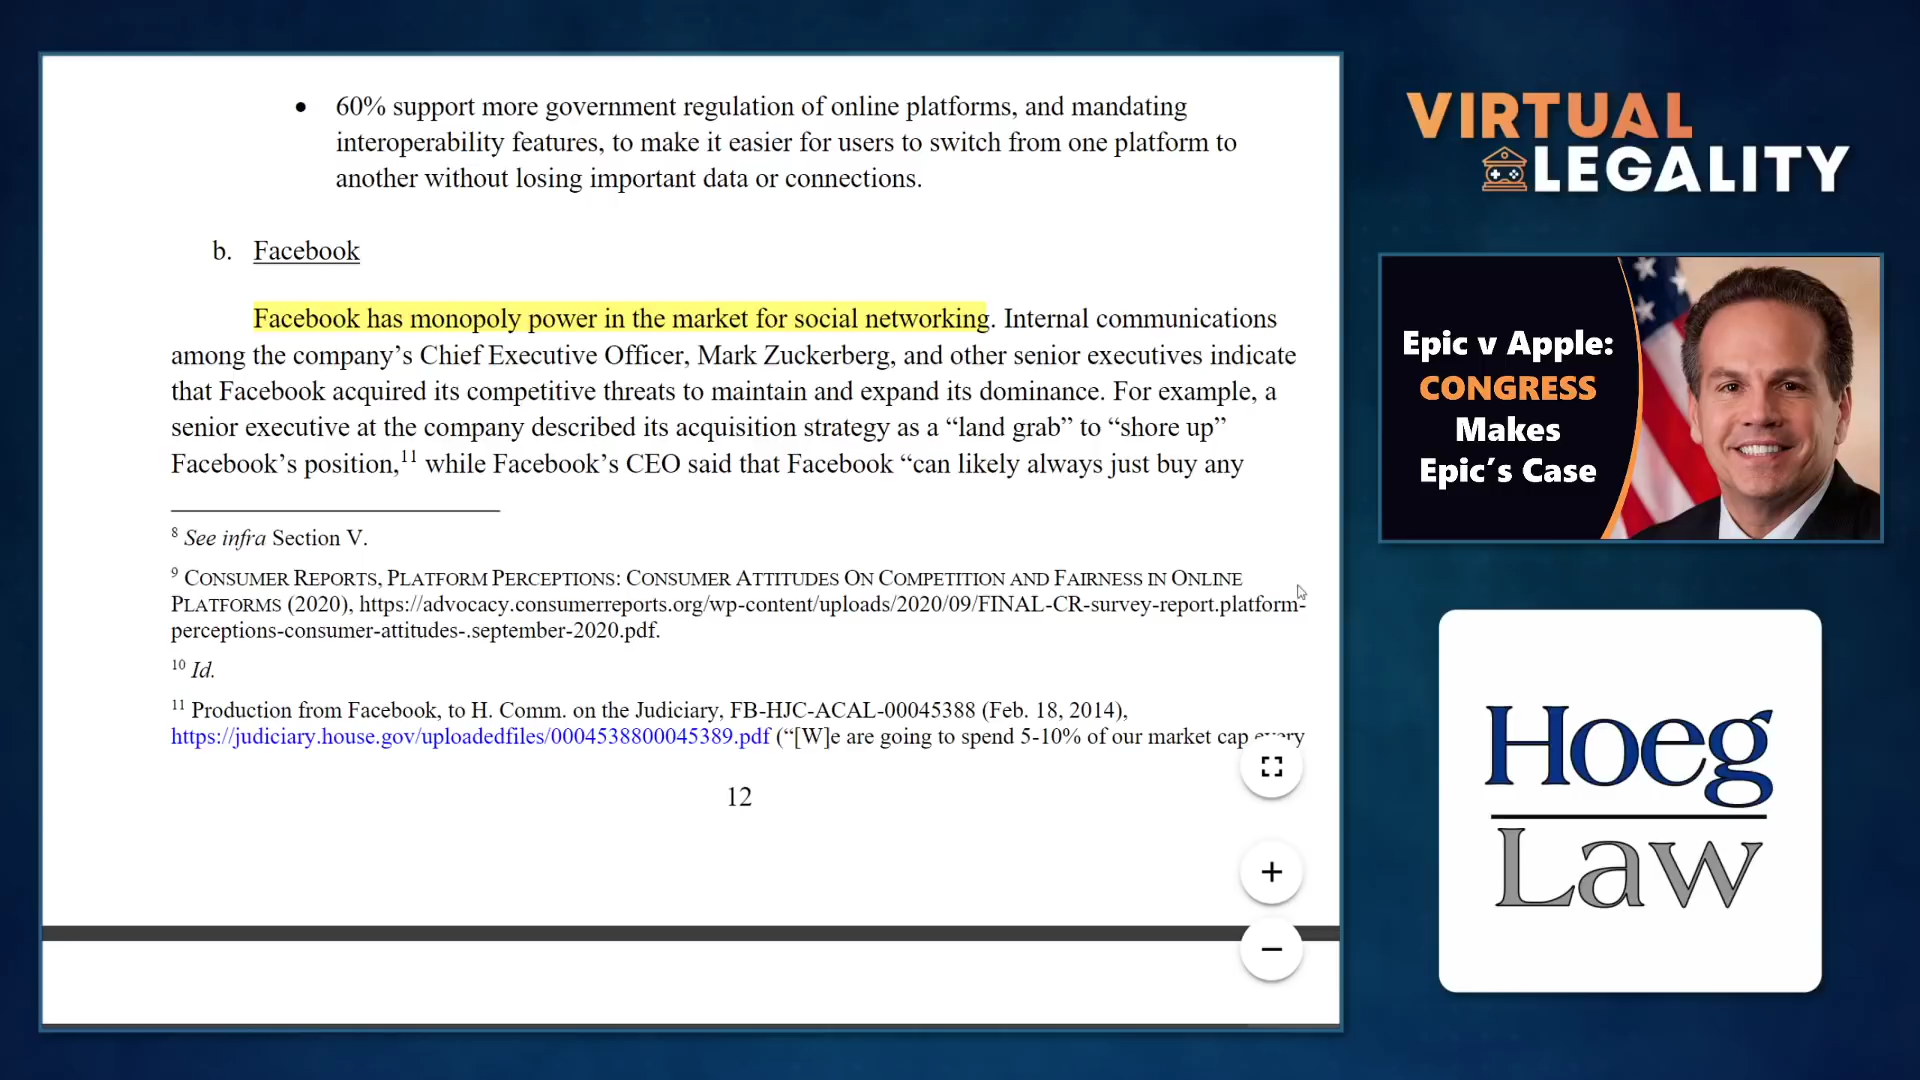 • 60% support more government regulation of online platforms, and mandating
interoperability features, to make it easier for users to switch from one platform to
another without losing important data or connections.
b. Facebook
Facebook has monopoly power in the market for social networking. Internal communications
among the company’s Chief Executive Officer, Mark Zuckerberg, and other senior executives indicate
that Facebook acquired its competitive threats to maintain and expand its dominance. For example, a
senior executive at the company described its acquisition strategy as a “land grab” to “shore up”
Facebook’s position,11 while Facebook’s CEO said that Facebook “can likely always just buy any
8 See infra Section V.
9 CONSUMER REPORTS, PLATFORM PERCEPTIONS: CONSUMER ATTITUDES ON COMPETITION AND FAIRNESS IN ONLINE
PLATFORMS (2020), https://advocacy.consumerreports.org/wp-content/uploads/2020/09/FINAL-CR-survey-report.platform-
perceptions-consumer-attitudes-.september-2020.pdf.
10 Id.
11 Production from Facebook, to H. Comm. on the Judiciary, FB-HJC-ACAL-00045388 (Feb. 18, 2014),
https://judiciary.house.gov/uploadedfiles/0004538800045389.pdf (“[W]e are going to spend 5-10% of our market cap every
12
VIRTUAL
LEGALITY
Epic v Apple:
CONGRESS
Makes
Epic’s Case
Hoeg
Law